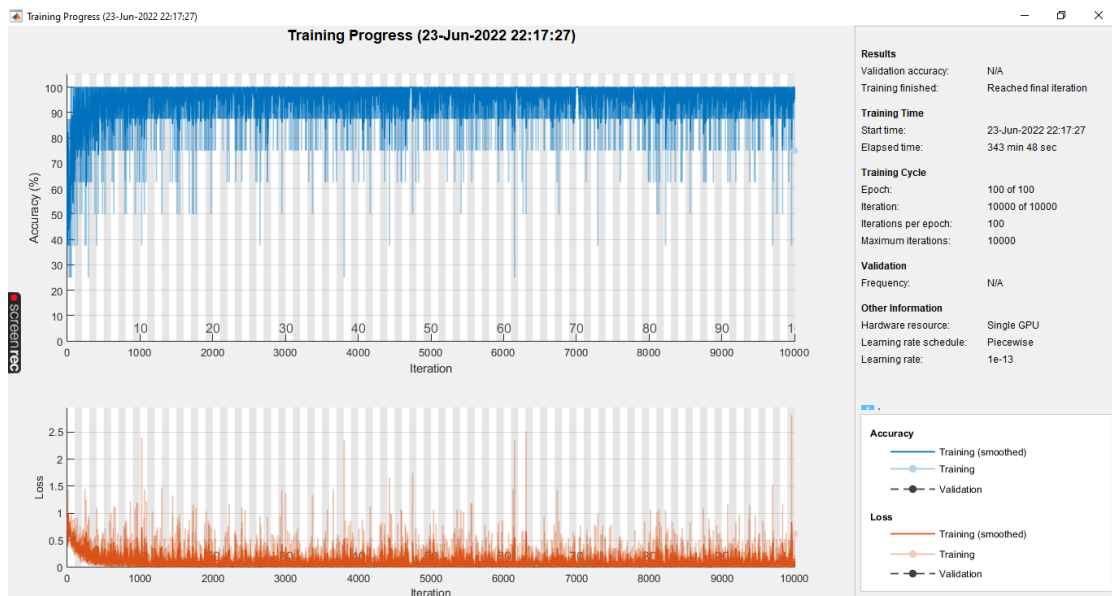 Training Progress (23-Jun-2022 22:17:27)
Training Progress (23-Jun-2022 22:17:27)
Accuracy (%)
100
90
80
70
60
50
40
30
20
10
0
10 20 30 40 50 60 70 80 90 1
0 1000 2000 3000 4000 5000 6000 7000 8000 9000 10000
Iteration
Loss
2.5
2
1.5
1
0.5
0
0 1000 2000 3000 4000 5000 6000 7000 8000 9000 10000
Iteration
screenrec
Results
Validation accuracy: N/A
Training finished: Reached final iteration
Training Time
Start time: 23-Jun-2022 22:17:27
Elapsed time: 343 min 48 sec
Training Cycle
Epoch: 100 of 100
Iteration: 10000 of 10000
Iterations per epoch: 100
Maximum iterations: 10000
Validation
Frequency: N/A
Other Information
Hardware resource: Single GPU
Learning rate schedule: Piecewise
Learning rate: 1e-13
Accuracy
Training (smoothed)
Training
Validation
Loss
Training (smoothed)
Training
Validation